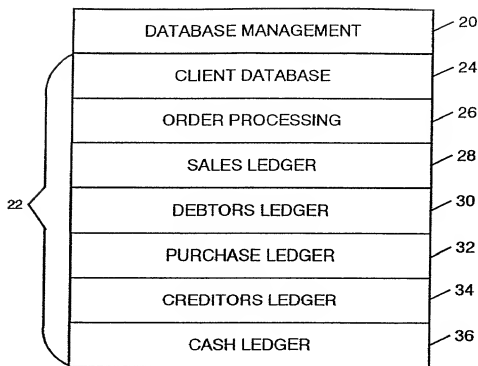 DATABASE MANAGEMENT 20
CLIENT DATABASE 24
ORDER PROCESSING 26
SALES LEDGER 28
22 DEBTORS LEDGER 30
PURCHASE LEDGER 32
CREDITORS LEDGER 34
CASH LEDGER 36